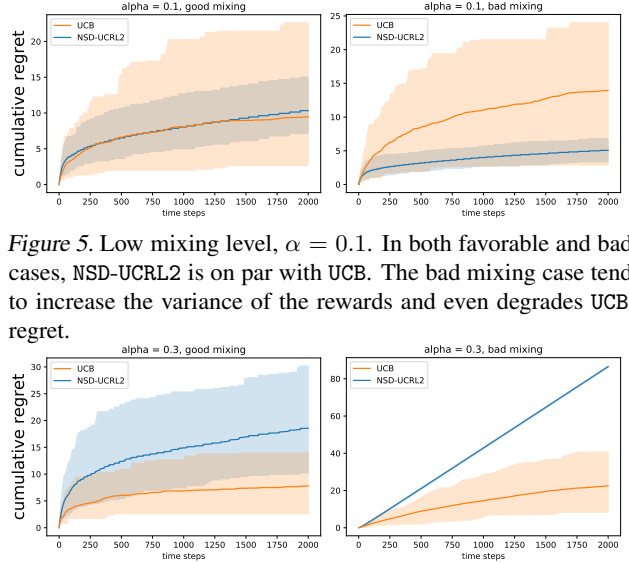 alpha = 0.1, good mixing
alpha = 0.1, bad mixing
UCB
NSD-UCRL2
UCB
NSD-UCRL2
cumulative regret
20
15
10
5
0
25
20
15
10
5
0
0 250 500 750 1000 1250 1500 1750 2000
0 250 500 750 1000 1250 1500 1750 2000
time steps
time steps
Figure 5. Low mixing level, α = 0.1. In both favorable and bad
cases, NSD-UCRL2 is on par with UCB. The bad mixing case tend
to increase the variance of the rewards and even degrades UCB
regret.
alpha = 0.3, good mixing
alpha = 0.3, bad mixing
UCB
NSD-UCRL2
UCB
NSD-UCRL2
cumulative regret
30
25
20
15
10
5
0
80
60
40
20
0
0 250 500 750 1000 1250 1500 1750 2000
0 250 500 750 1000 1250 1500 1750 2000
time steps
time steps